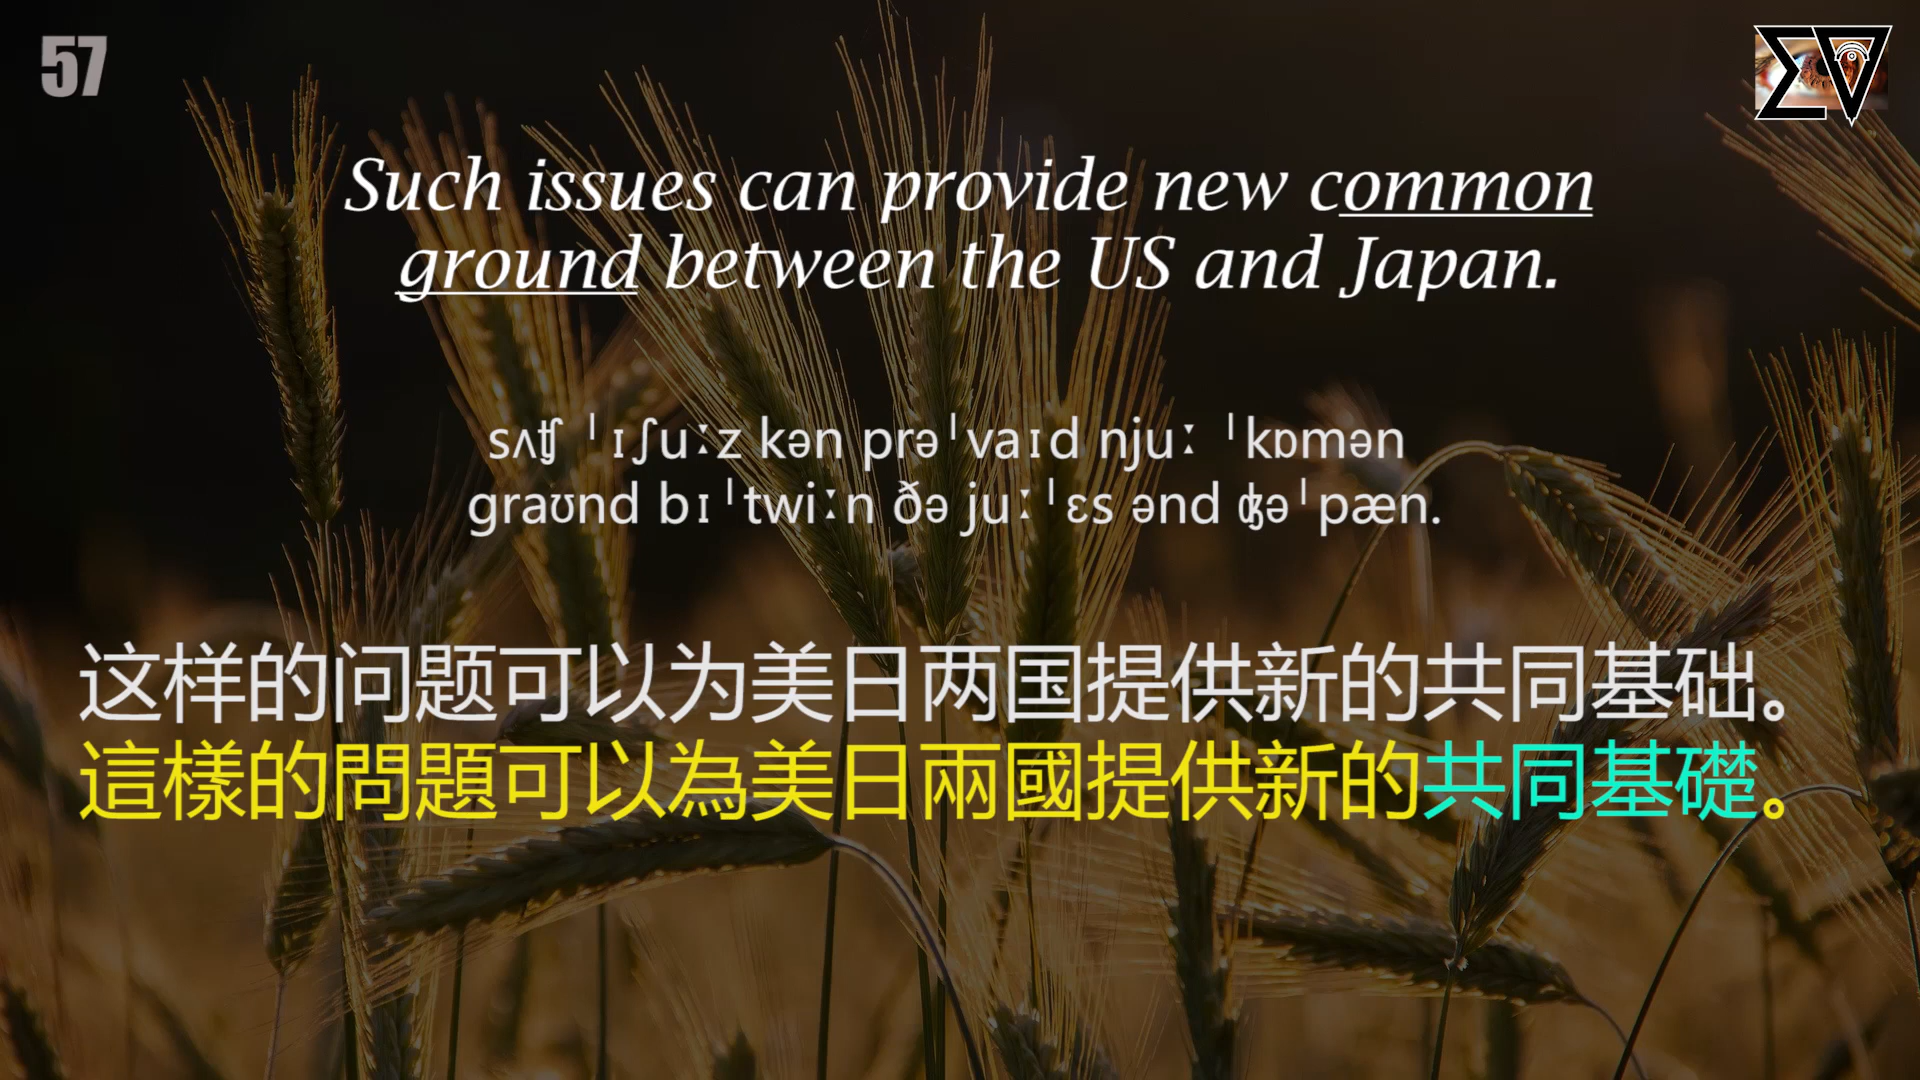 57
Such issues can provide new common
ground between the US and Japan.
sʌʧ ˈɪʃuːz kən prəˈvaɪd njuː ˈkɒmən
graʊnd bɪˈtwiːn ðə juːˈɛs ənd ʤəˈpæn.
这样的问题可以为美日两国提供新的共同基础。
這樣的問題可以為美日兩國提供新的共同基礎。